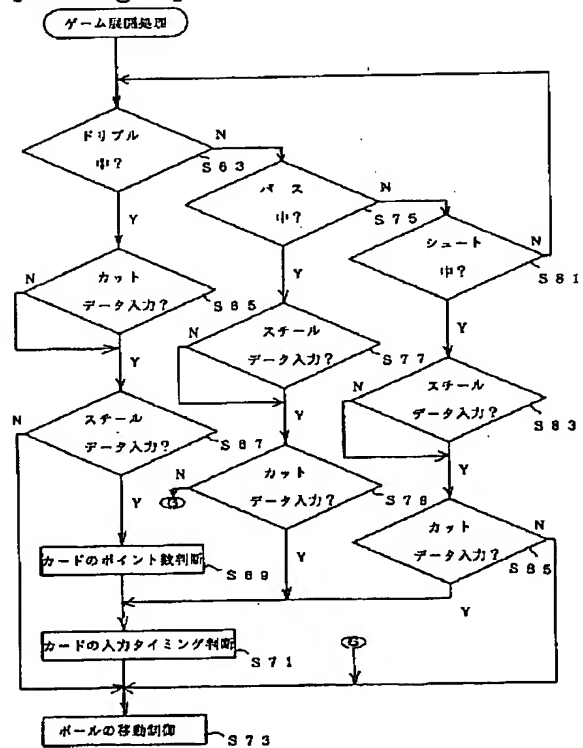 ゲーム展開処理
N
ドリブル
中?
S63
N
パス
中?
S75
N
シュート
中?
S81
Y
Y
Y
N
カット
データ入力?
S65
N
スチール
データ入力?
S77
N
スチール
データ入力?
S83
Y
Y
Y
N
スチール
データ入力?
S67
N
カット
データ入力?
S79
N
カット
データ入力?
S85
Y
Y
Y
G
カードのポイント数判断
S69
カードの入力タイミング判断
S71
G
ボールの移動制御
S73